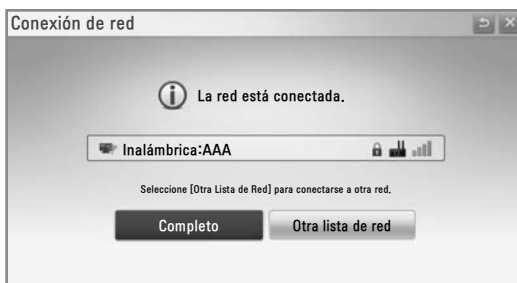 Conexión de red
La red está conectada.
Inalámbrica:AAA
Seleccione [Otra Lista de Red] para conectarse a otra red.
Completo
Otra lista de red